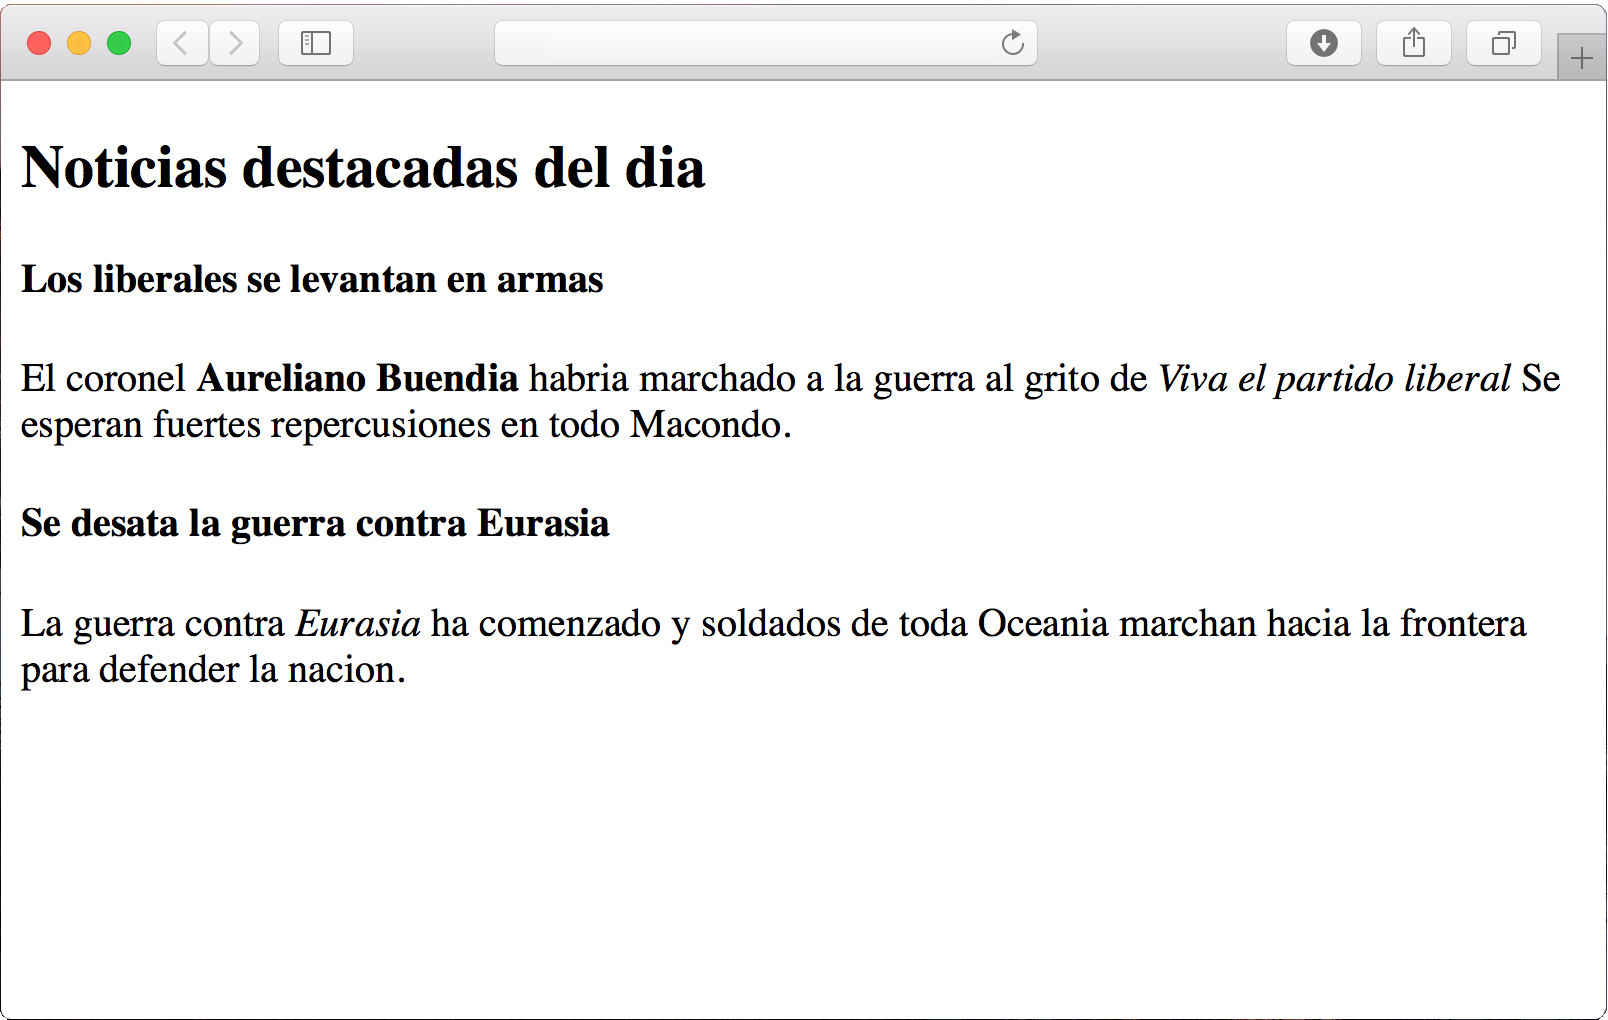 Noticias destacadas del dia
Los liberales se levantan en armas
El coronel Aureliano Buendia habria marchado a la guerra al grito de Viva el partido liberal Se
esperan fuertes repercusiones en todo Macondo.
Se desata la guerra contra Eurasia
La guerra contra Eurasia ha comenzado y soldados de toda Oceania marchan hacia la frontera
para defender la nacion.